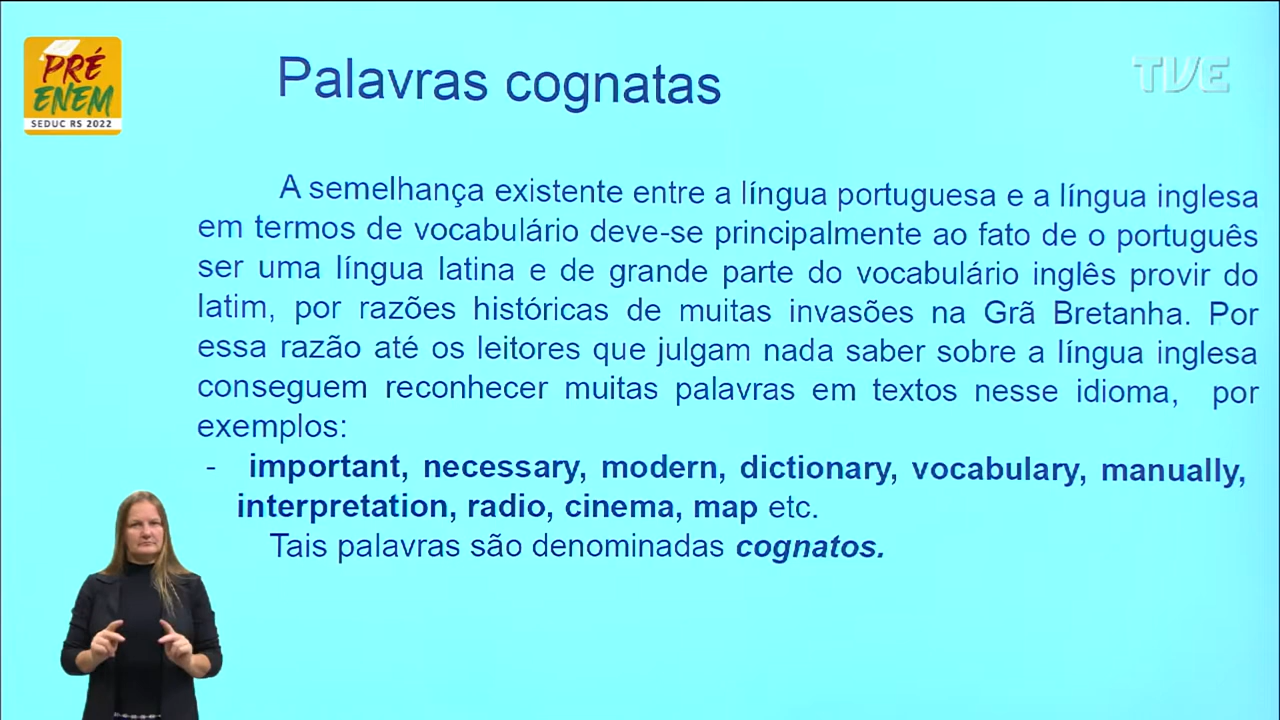 PRÉ
ENEM
SEDUC RS 2022
Palavras cognatas
TVE
A semelhança existente entre a língua portuguesa e a língua inglesa
em termos de vocabulário deve-se principalmente ao fato de o português
ser uma língua latina e de grande parte do vocabulário inglês provir do
latim, por razões históricas de muitas invasões na Grã Bretanha. Por
essa razão até os leitores que julgam nada saber sobre a língua inglesa
conseguem reconhecer muitas palavras em textos nesse idioma, por
exemplos:
- important, necessary, modern, dictionary, vocabulary, manually,
interpretation, radio, cinema, map etc.
Tais palavras são denominadas cognatos.